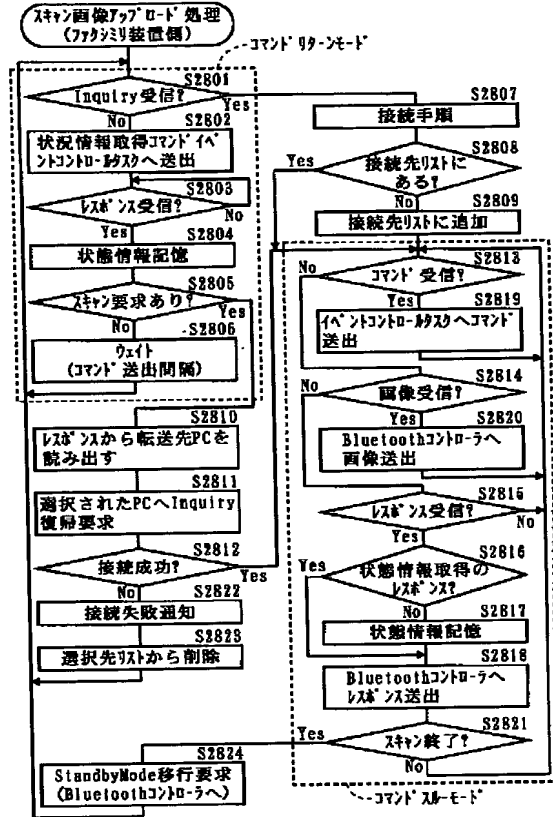 スキャン画像アップロード処理
(ファクシミリ装置側)
コマンドリターンモード
S2801
Inquiry受信?
Yes
No
S2802
状況情報取得コマンドイベ
ントコントロールタスクへ送出
S2803
レスポンス受信?
No
Yes
S2804
状態情報記憶
S2805
スキャン要求あり?
Yes
No
S2806
ウェイト
(コマンド送出間隔)
S2810
レスポンスから転送先PCを
読み出す
S2811
選択されたPCへInquiry
復帰要求
S2812
接続成功?
Yes
No
S2822
接続失敗通知
S2823
選択先リストから削除
S2824
StandbyMode移行要求
(Bluetoothコントローラへ)
S2807
接続手順
S2808
Yes
接続先リストに
ある?
No
S2809
接続先リストに追加
S2813
No
コマンド受信?
Yes
S2819
イベントコントロールタスクへコマンド
送出
S2814
No
画像受信?
Yes
S2820
Bluetoothコントローラへ
画像送出
S2815
レスポンス受信?
No
Yes
S2816
Yes
状態情報取得の
レスポンス?
No
S2817
状態情報記憶
S2818
Bluetoothコントローラへ
レスポンス送出
S2821
Yes
スキャン終了?
No
コマンドスルーモード